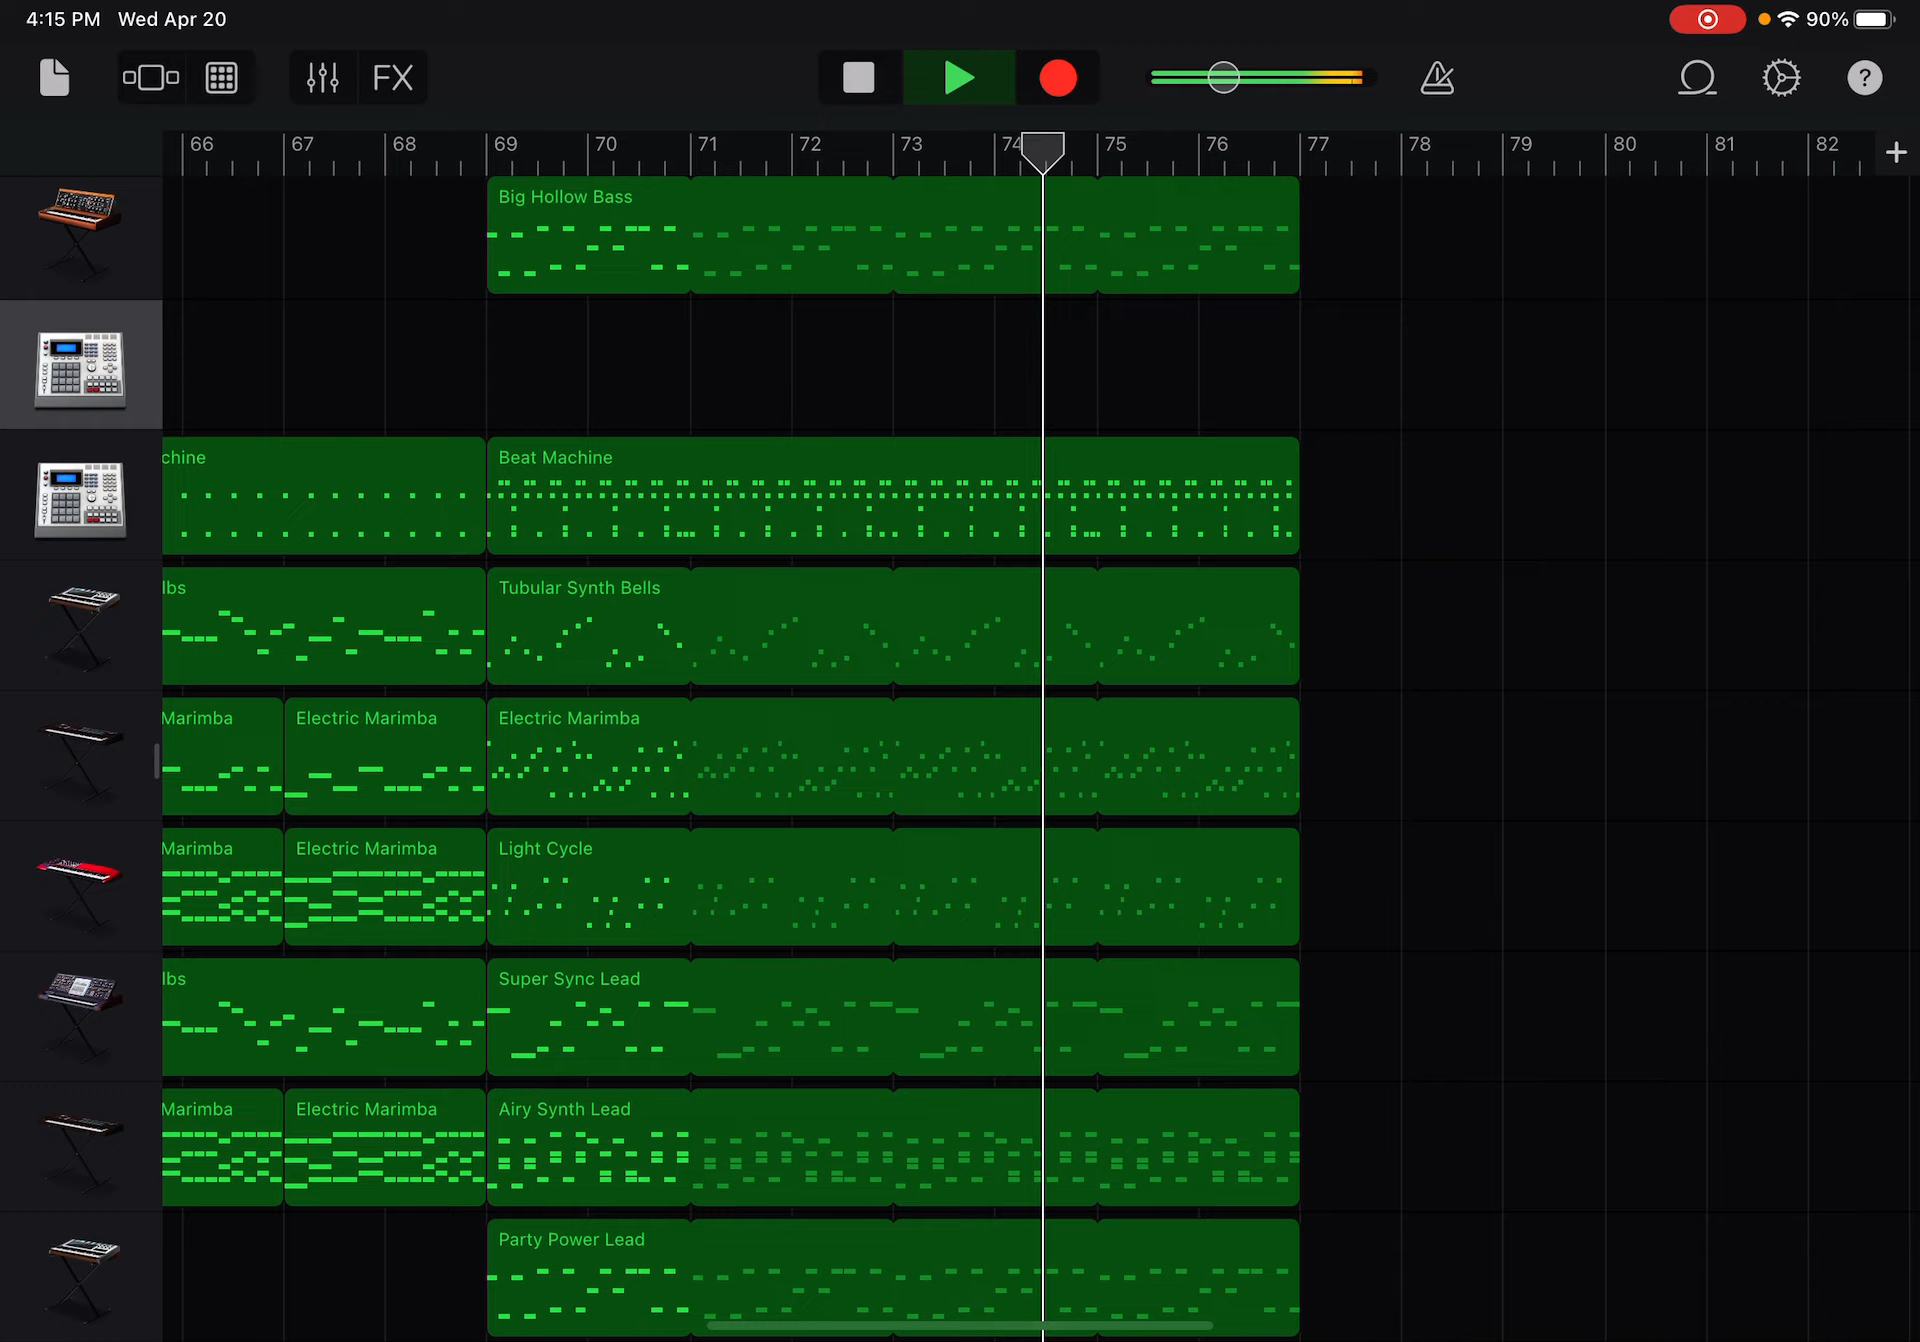 4:15 PM Wed Apr 20
90%
FX
?
66 67 68 69 70 71 72 73 74 75 76 77 78 79 80 81 82
+
Big Hollow Bass
chine Beat Machine
lbs Tubular Synth Bells
Marimba Electric Marimba Electric Marimba
Marimba Electric Marimba Light Cycle
lbs Super Sync Lead
Marimba Electric Marimba Airy Synth Lead
Party Power Lead